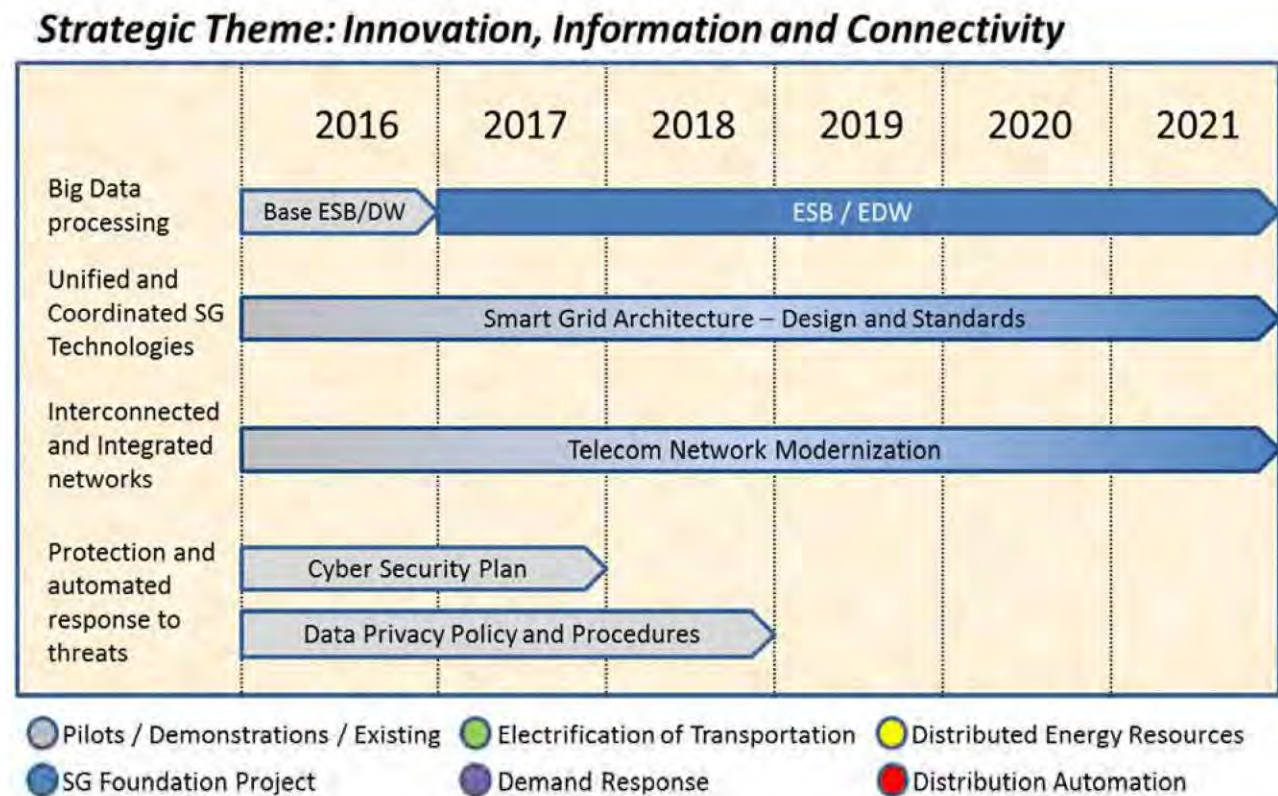 Strategic Theme: Innovation, Information and Connectivity
2016 2017 2018 2019 2020 2021
Big Data
processing
Base ESB/DW
ESB / EDW
Unified and
Coordinated SG
Technologies
Smart Grid Architecture – Design and Standards
Interconnected
and Integrated
networks
Telecom Network Modernization
Protection and
automated
response to
threats
Cyber Security Plan
Data Privacy Policy and Procedures
Pilots / Demonstrations / Existing
Electrification of Transportation
Distributed Energy Resources
SG Foundation Project
Demand Response
Distribution Automation